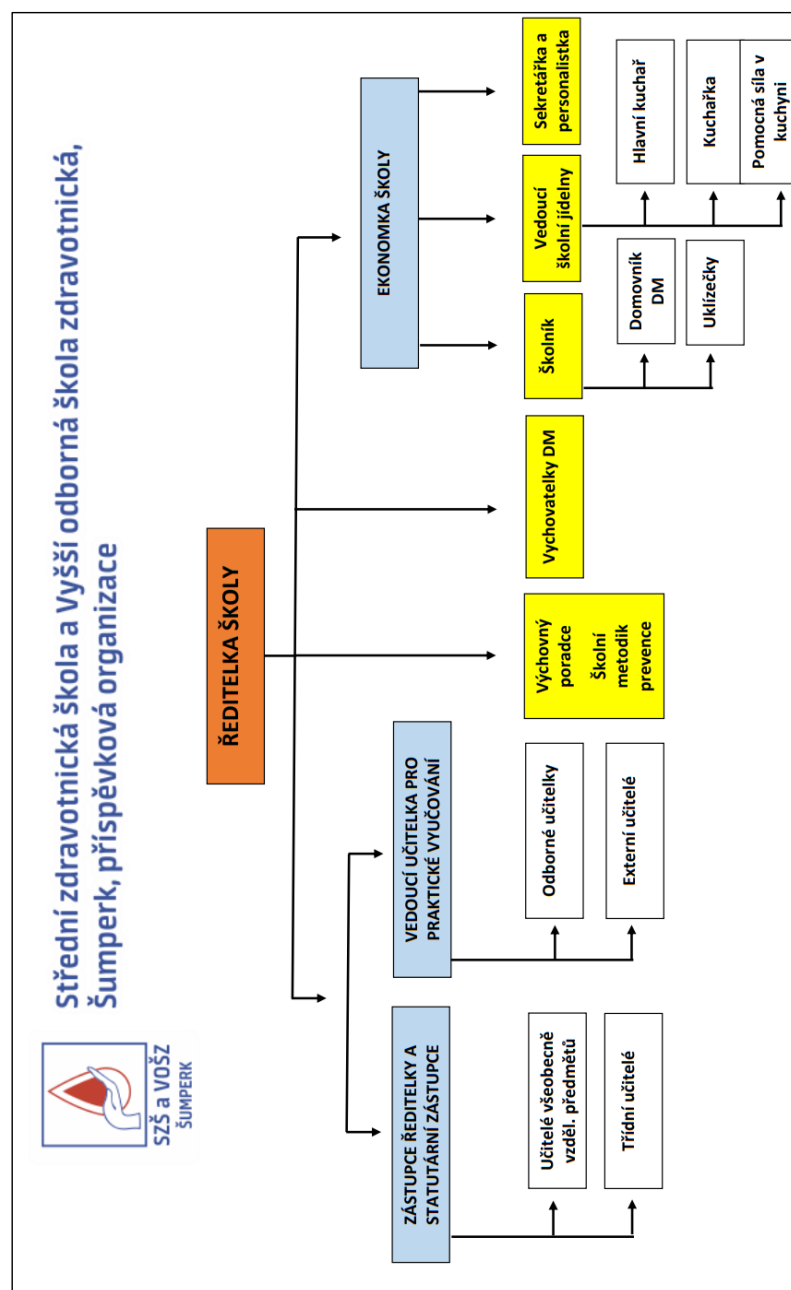 SZŠ a VOŠZ
ŠUMPERK
Střední zdravotnická škola a Vyšší odborná škola zdravotnická,
Šumperk, příspěvková organizace
ŘEDITELKA ŠKOLY
ZÁSTUPCE ŘEDITELKY A
STATUTÁRNÍ ZÁSTUPCE
Učitelé všeobecně
vzděl. předmětů
Třídní učitelé
VEDOUCÍ UČITELKA PRO
PRAKTICKÉ VYUČOVÁNÍ
Odborné učitelky
Externí učitelé
Výchovný
poradce
Školní
metodik
prevence
Vychovatelky DM
EKONOMKA ŠKOLY
Školník
Domovník
DM
Uklízečky
Vedoucí
školní jídelny
Hlavní kuchař
Kuchařka
Pomocná síla v
kuchyni
Sekretářka a
personalistka